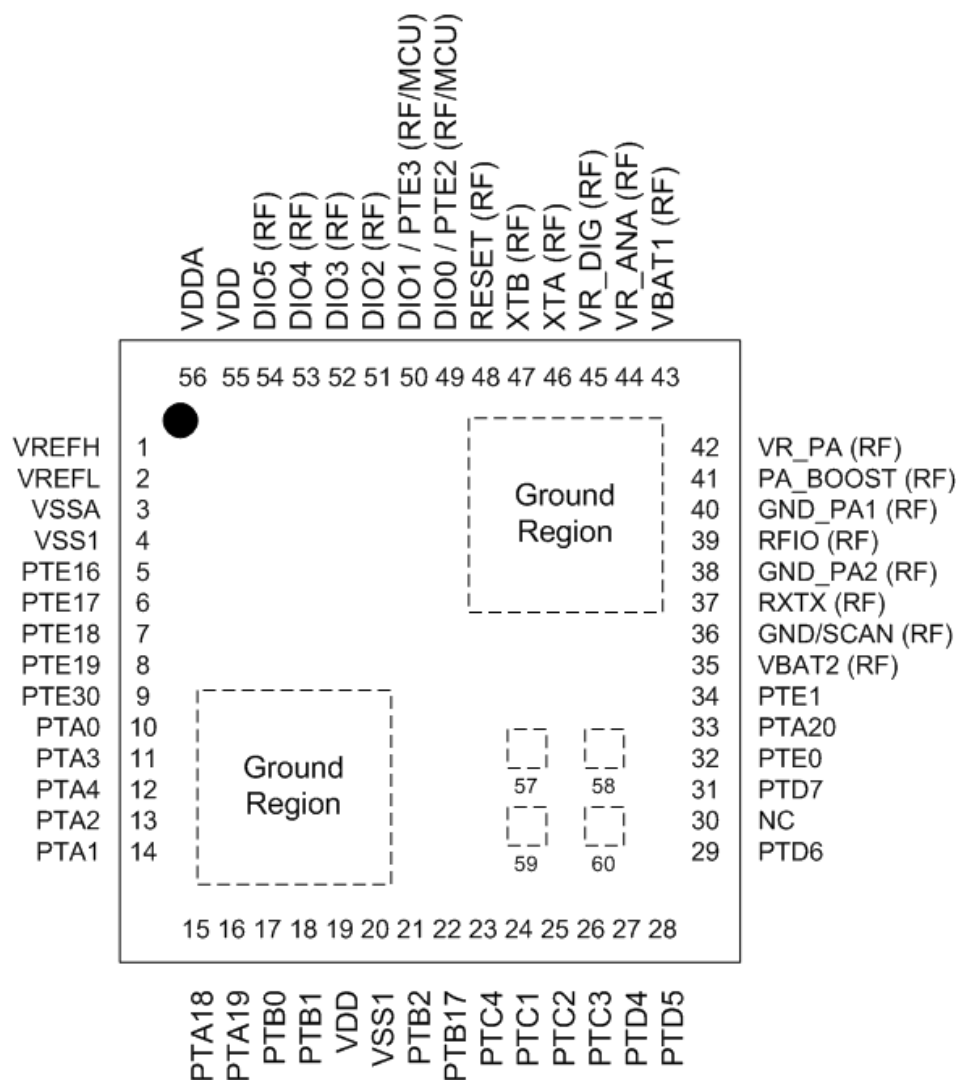 VDDA
VDD
DIO5 (RF)
DIO4 (RF)
DIO3 (RF)
DIO2 (RF)
DIO1 / PTE3 (RF/MCU)
DIO0 / PTE2 (RF/MCU)
RESET (RF)
XTB (RF)
XTA (RF)
VR_DIG (RF)
VR_ANA (RF)
VBAT1 (RF)
56 55 54 53 52 51 50 49 48 47 46 45 44 43
VREFH 1
VREFL 2
VSSA 3
VSS1 4
PTE16 5
PTE17 6
PTE18 7
PTE19 8
PTE30 9
PTA0 10
PTA3 11
PTA4 12
PTA2 13
PTA1 14
Ground
Region
Ground
Region
57 58
59 60
42 VR_PA (RF)
41 PA_BOOST (RF)
40 GND_PA1 (RF)
39 RFIO (RF)
38 GND_PA2 (RF)
37 RXTX (RF)
36 GND/SCAN (RF)
35 VBAT2 (RF)
34 PTE1
33 PTA20
32 PTE0
31 PTD7
30 NC
29 PTD6
15 16 17 18 19 20 21 22 23 24 25 26 27 28
PTA18
PTA19
PTB0
PTB1
VDD
VSS1
PTB2
PTB17
PTC4
PTC1
PTC2
PTC3
PTD4
PTD5